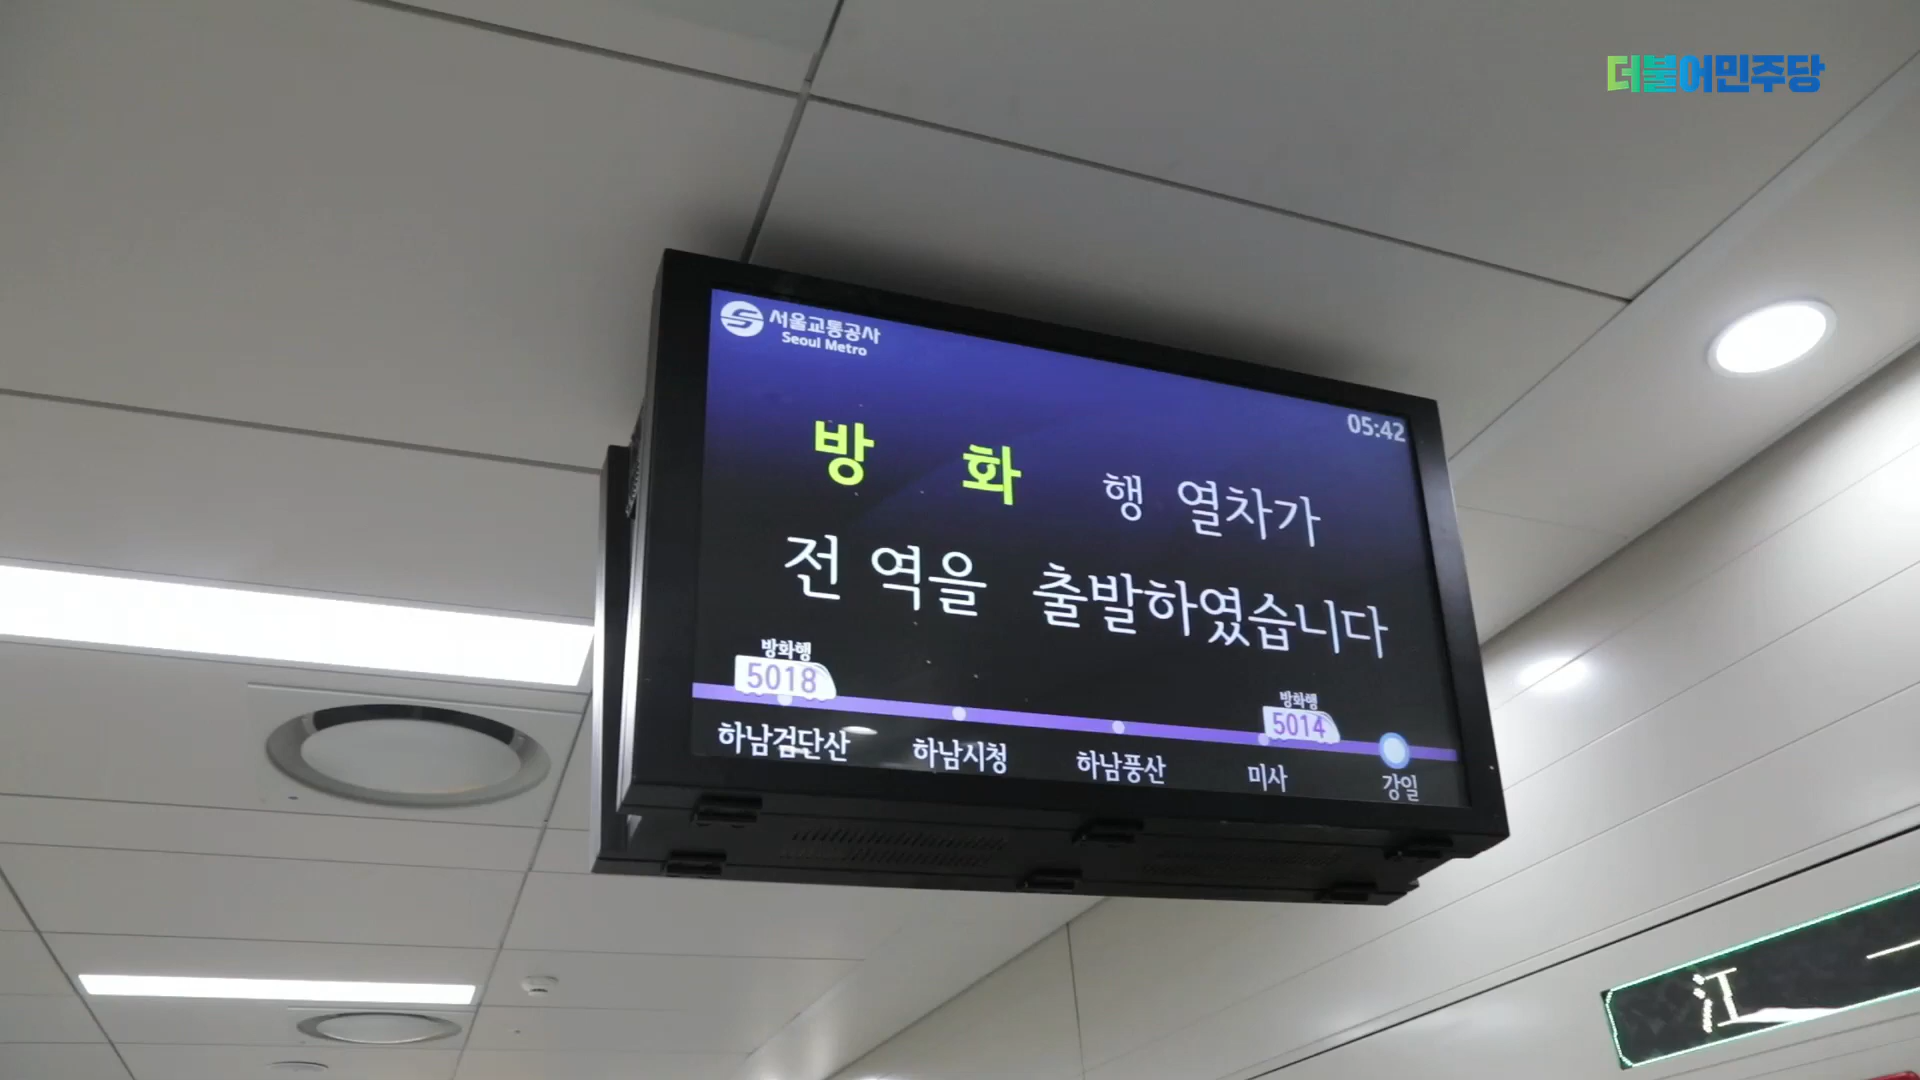 더불어민주당
서울교통공사
Seoul Metro
05:42
방 화 행 열차가
전 역을 출발하였습니다
방화행
5018
방화행
5014
하남검단산 하남시청 하남풍산 미사 강일
江